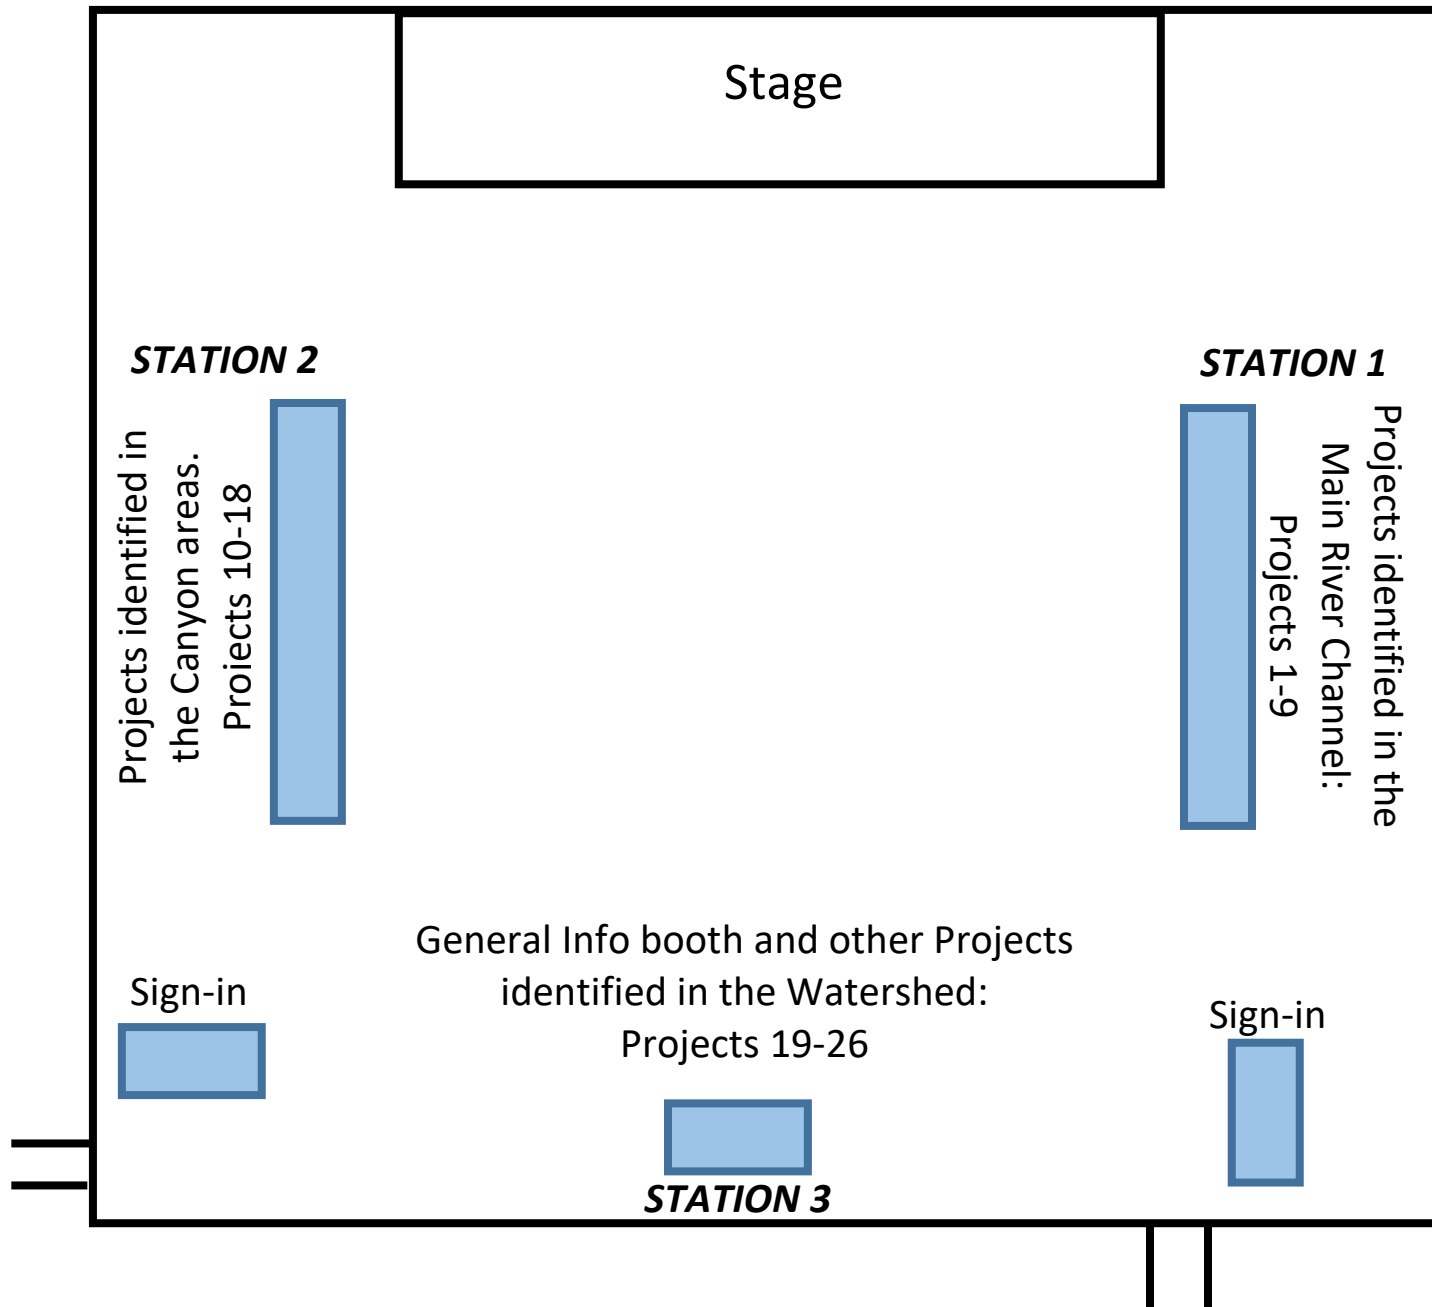 Stage
STATION 2
Projects identified in
the Canyon areas.
Projects 10-18
STATION 1
Projects identified in the
Main River Channel:
Projects 1-9
General Info booth and other Projects
identified in the Watershed:
Projects 19-26
Sign-in
Sign-in
STATION 3